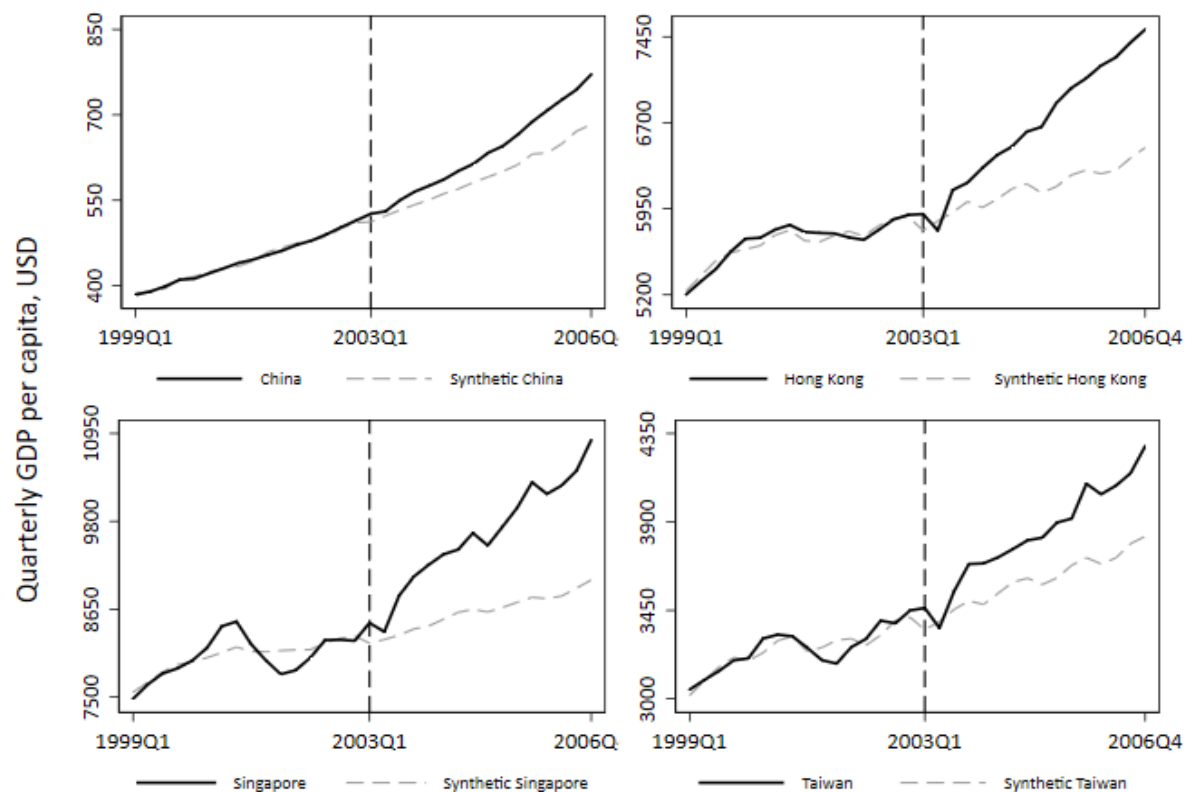 Quarterly GDP per capita, USD
850
700
550
400
1999Q1 2003Q1 2006Q
China Synthetic China
7450
6700
5950
5200
1999Q1 2003Q1 2006Q4
Hong Kong Synthetic Hong Kong
10950
9800
8650
7500
1999Q1 2003Q1 2006Q
Singapore Synthetic Singapore
4350
3900
3450
3000
1999Q1 2003Q1 2006Q4
Taiwan Synthetic Taiwan